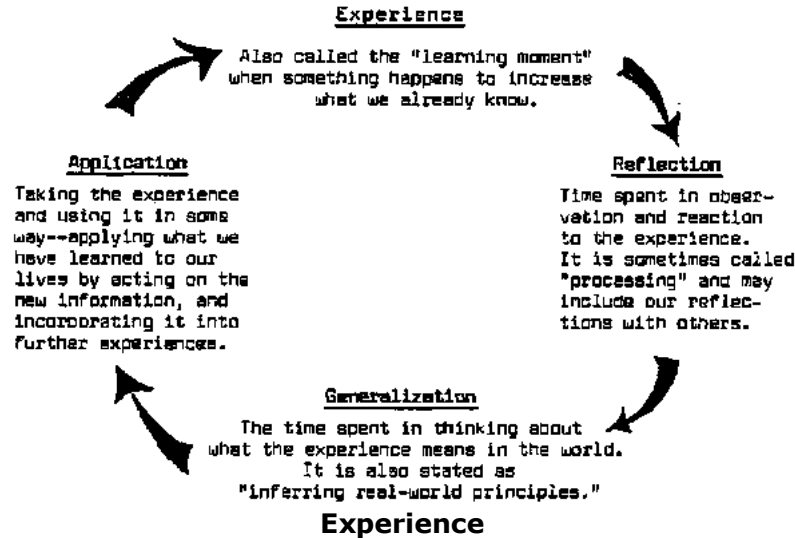 Experience
Also called the "learning moment"
when something happens to increase
what we already know.
Application
Taking the experience
and using it in some
way--applying what we
have learned to our
lives by acting on the
new information, and
incorporating it into
further experiences.
Reflection
Time spent in obser-
vation and reaction
to the experience.
It is sometimes called
"processing" and may
include our reflec-
tions with others.
Generalization
The time spent in thinking about
what the experience means in the world.
It is also stated as
"inferring real-world principles."
Experience